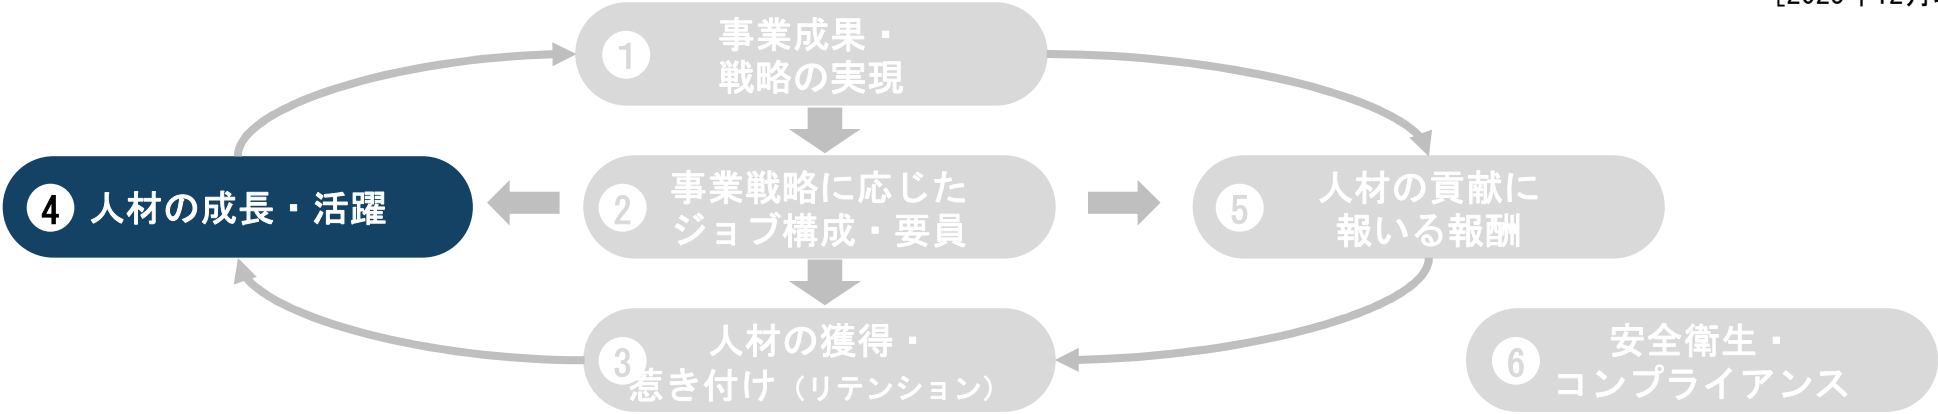 1
事業成果・
戦略の実現
4 人材の成長・活躍
2
事業戦略に応じた
ジョブ構成・要員
5
人材の貢献に
報いる報酬
3
人材の獲得・
惹き付け（リテンション）
6
安全衛生・
コンプライアンス